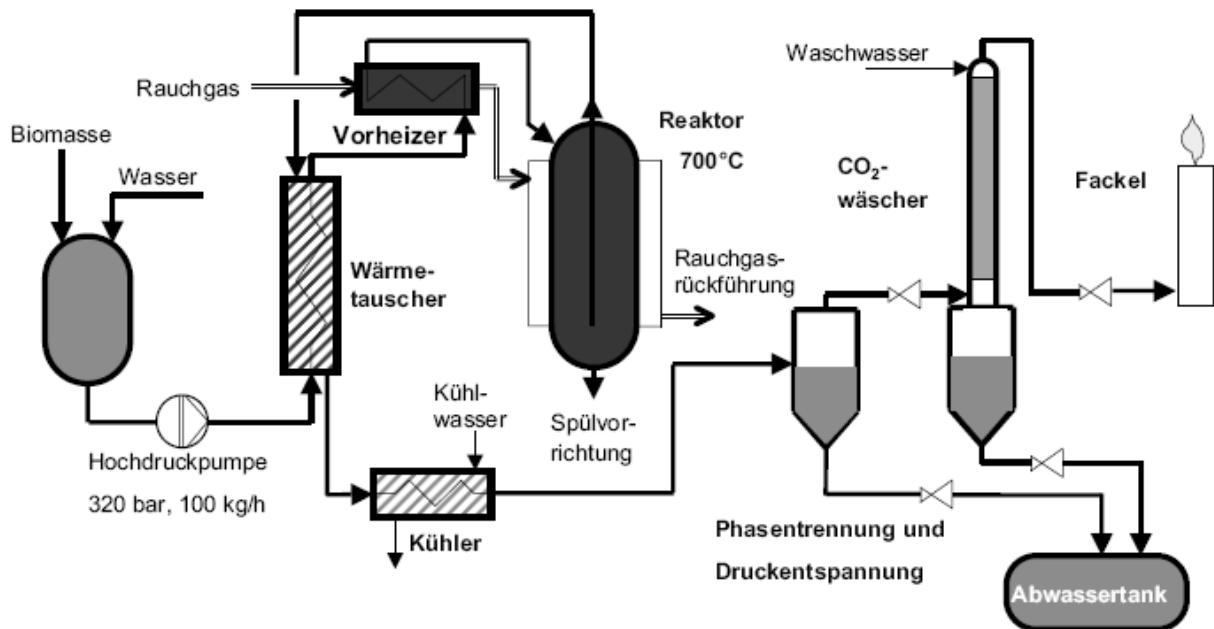 Waschwasser
Rauchgas
Biomasse
Vorheizer
Reaktor
700°C
Wasser
CO₂-
wäscher
Fackel
Wärme-
tauscher
Rauchgas-
rückführung
Kühl-
wasser
Spülvor-
richtung
Hochdruckpumpe
320 bar, 100 kg/h
Kühler
Phasentrennung und
Druckentspannung
Abwassertank